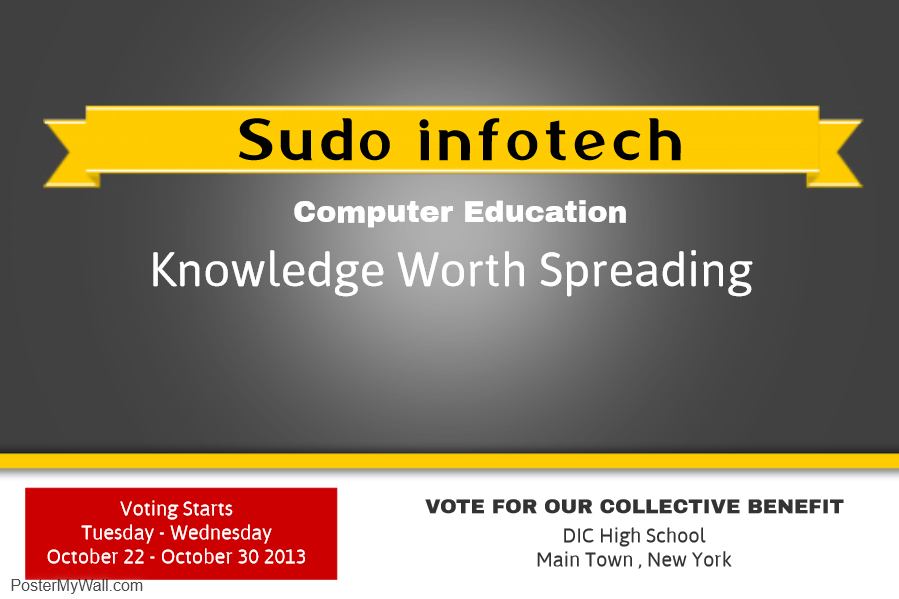 Sudo infotech
Computer Education
Knowledge Worth Spreading
Voting Starts
Tuesday - Wednesday
October 22 - October 30 2013
VOTE FOR OUR COLLECTIVE BENEFIT
DIC High School
Main Town , New York
PosterMyWall.com